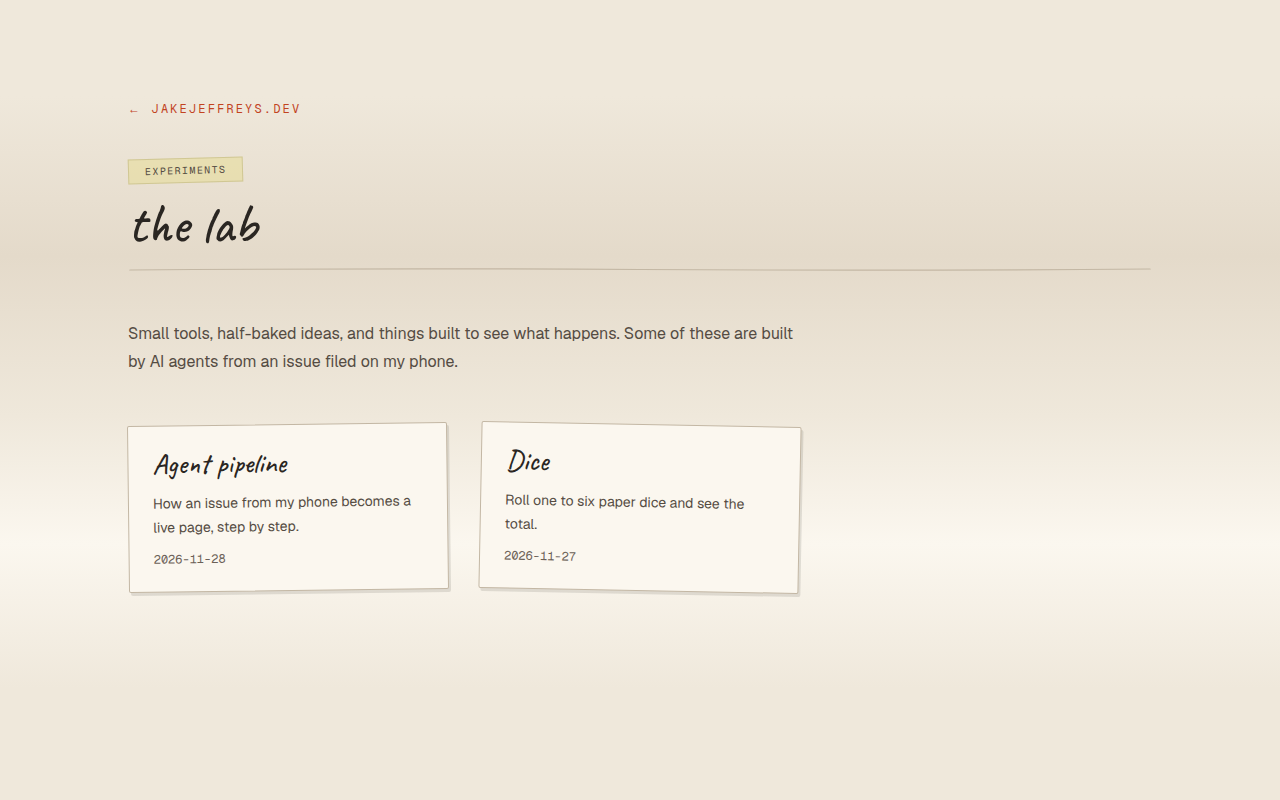 ← JAKEJEFFREYS.DEV
EXPERIMENTS
the lab
Small tools, half-baked ideas, and things built to see what happens. Some of these are built
by AI agents from an issue filed on my phone.
Agent pipeline
How an issue from my phone becomes a
live page, step by step.
2026-11-28
Dice
Roll one to six paper dice and see the
total.
2026-11-27